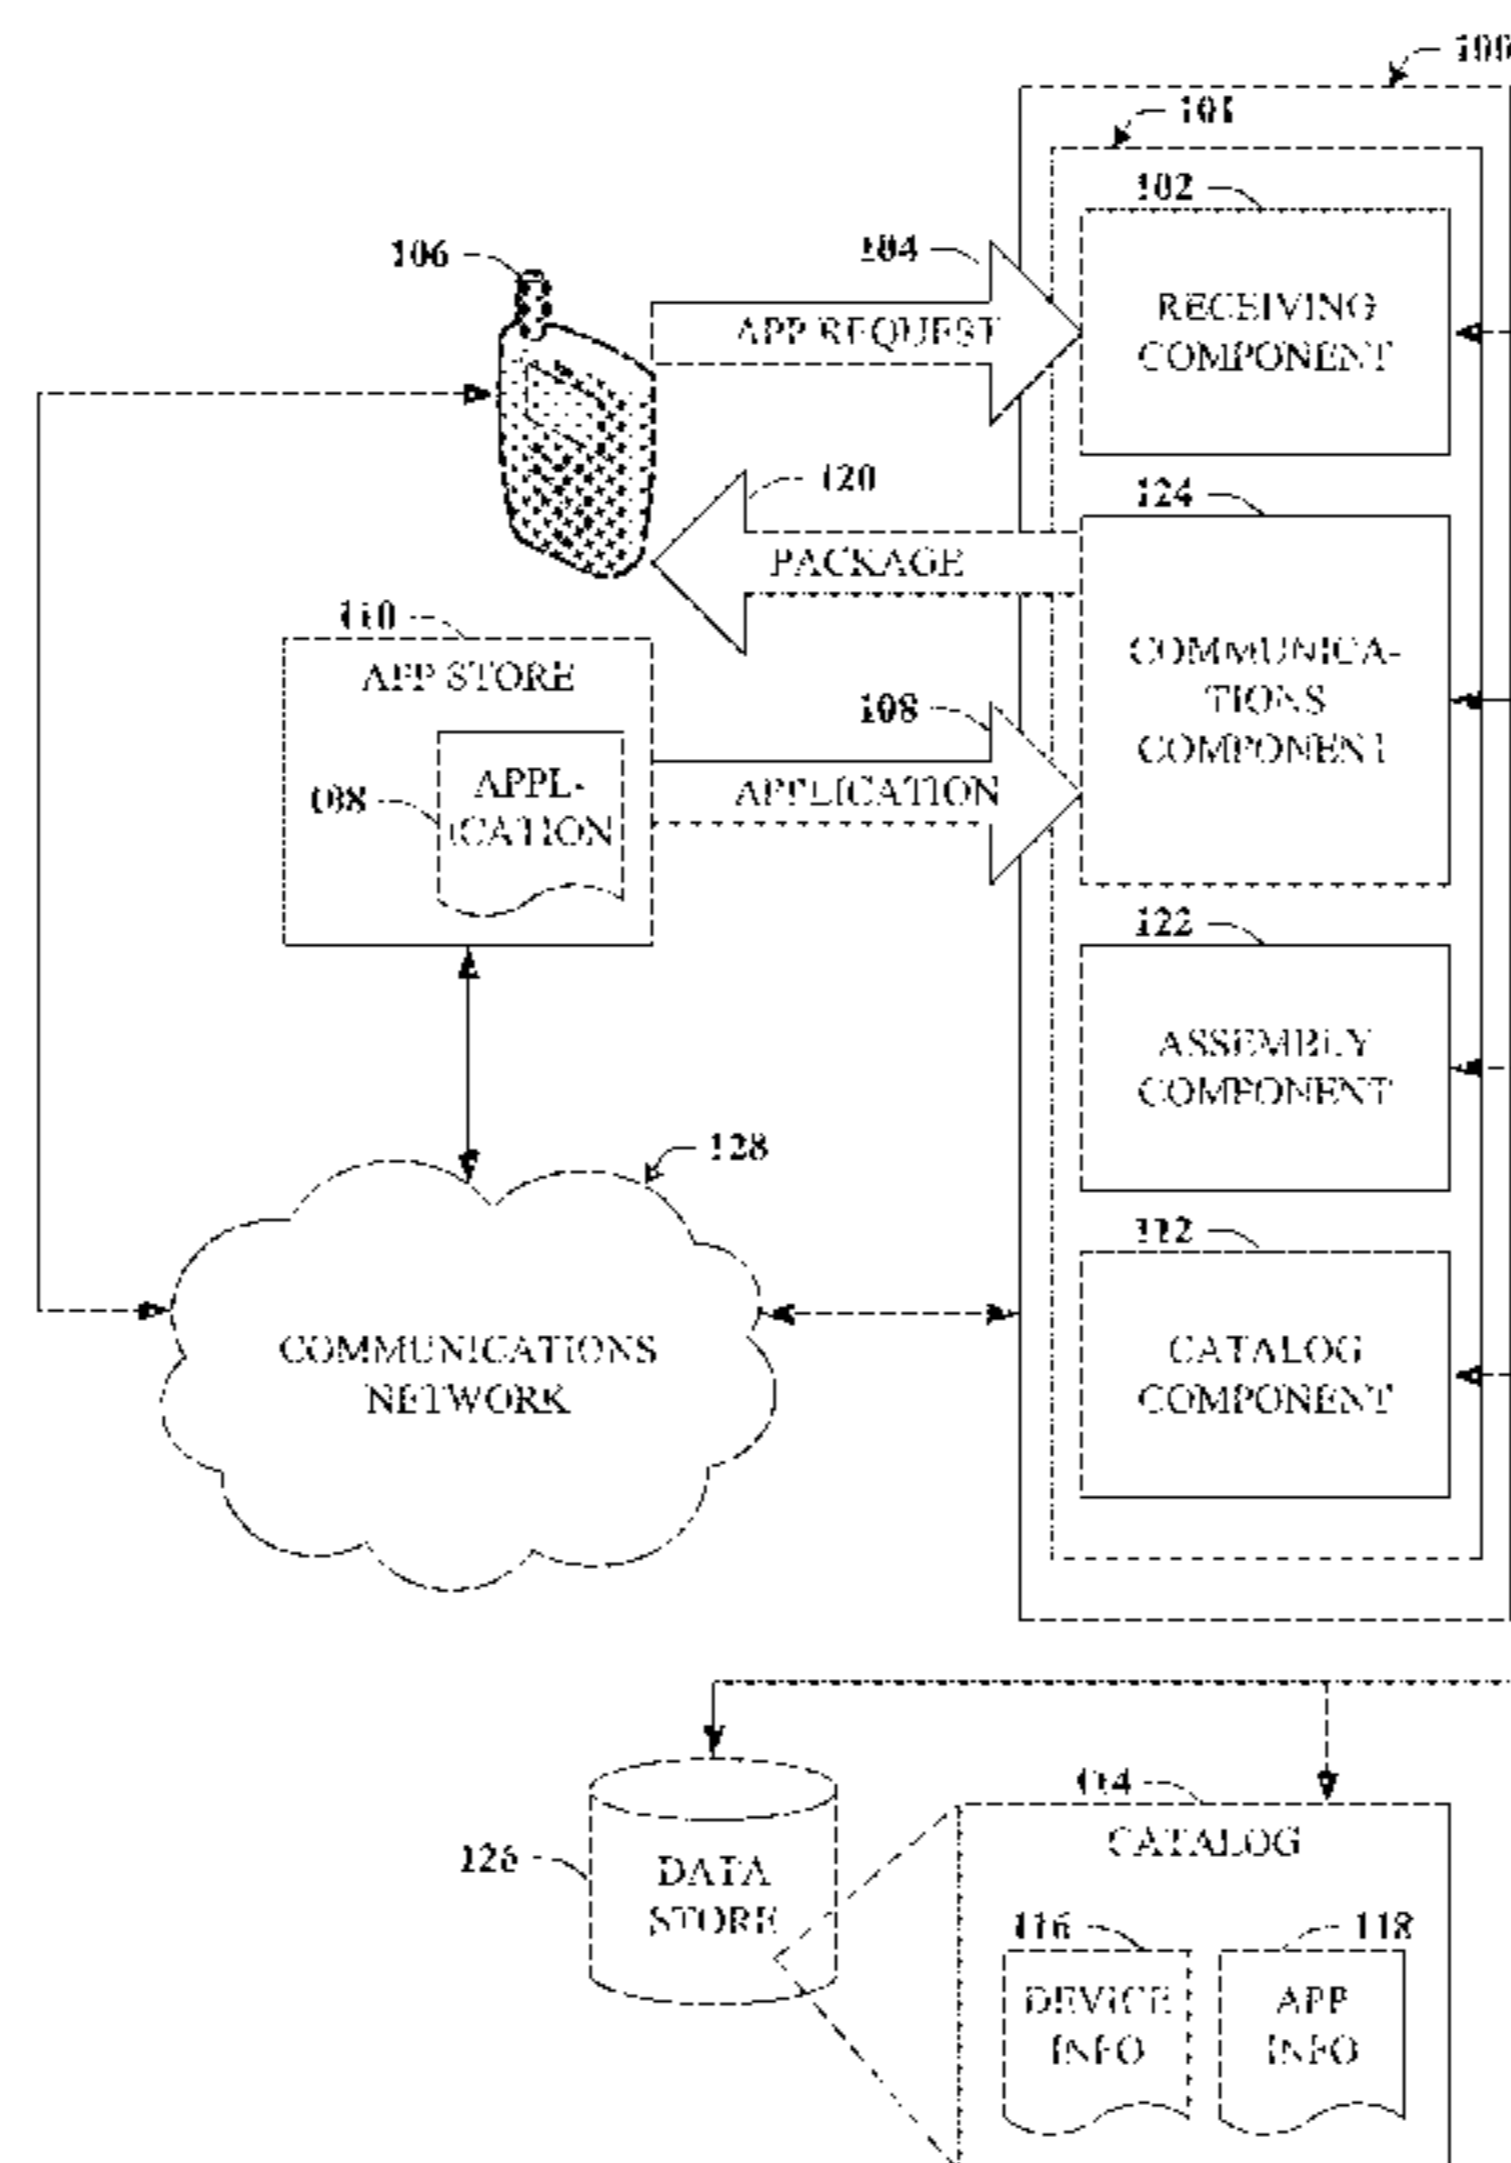 100
101
102
106
104
RECEIVING
COMPONENT
APP REQUEST
120
124
PACKAGE
110
APP STORE
COMMUNICA-
TIONS
COMPONENT
108
APPL-
ICATION
108
APPLICATION
122
ASSEMBLY
COMPONENT
128
112
COMMUNICATIONS
NETWORK
CATALOG
COMPONENT
114
CATALOG
126
DATA
STORE
116
118
DEVICE
INFO
APP
INFO